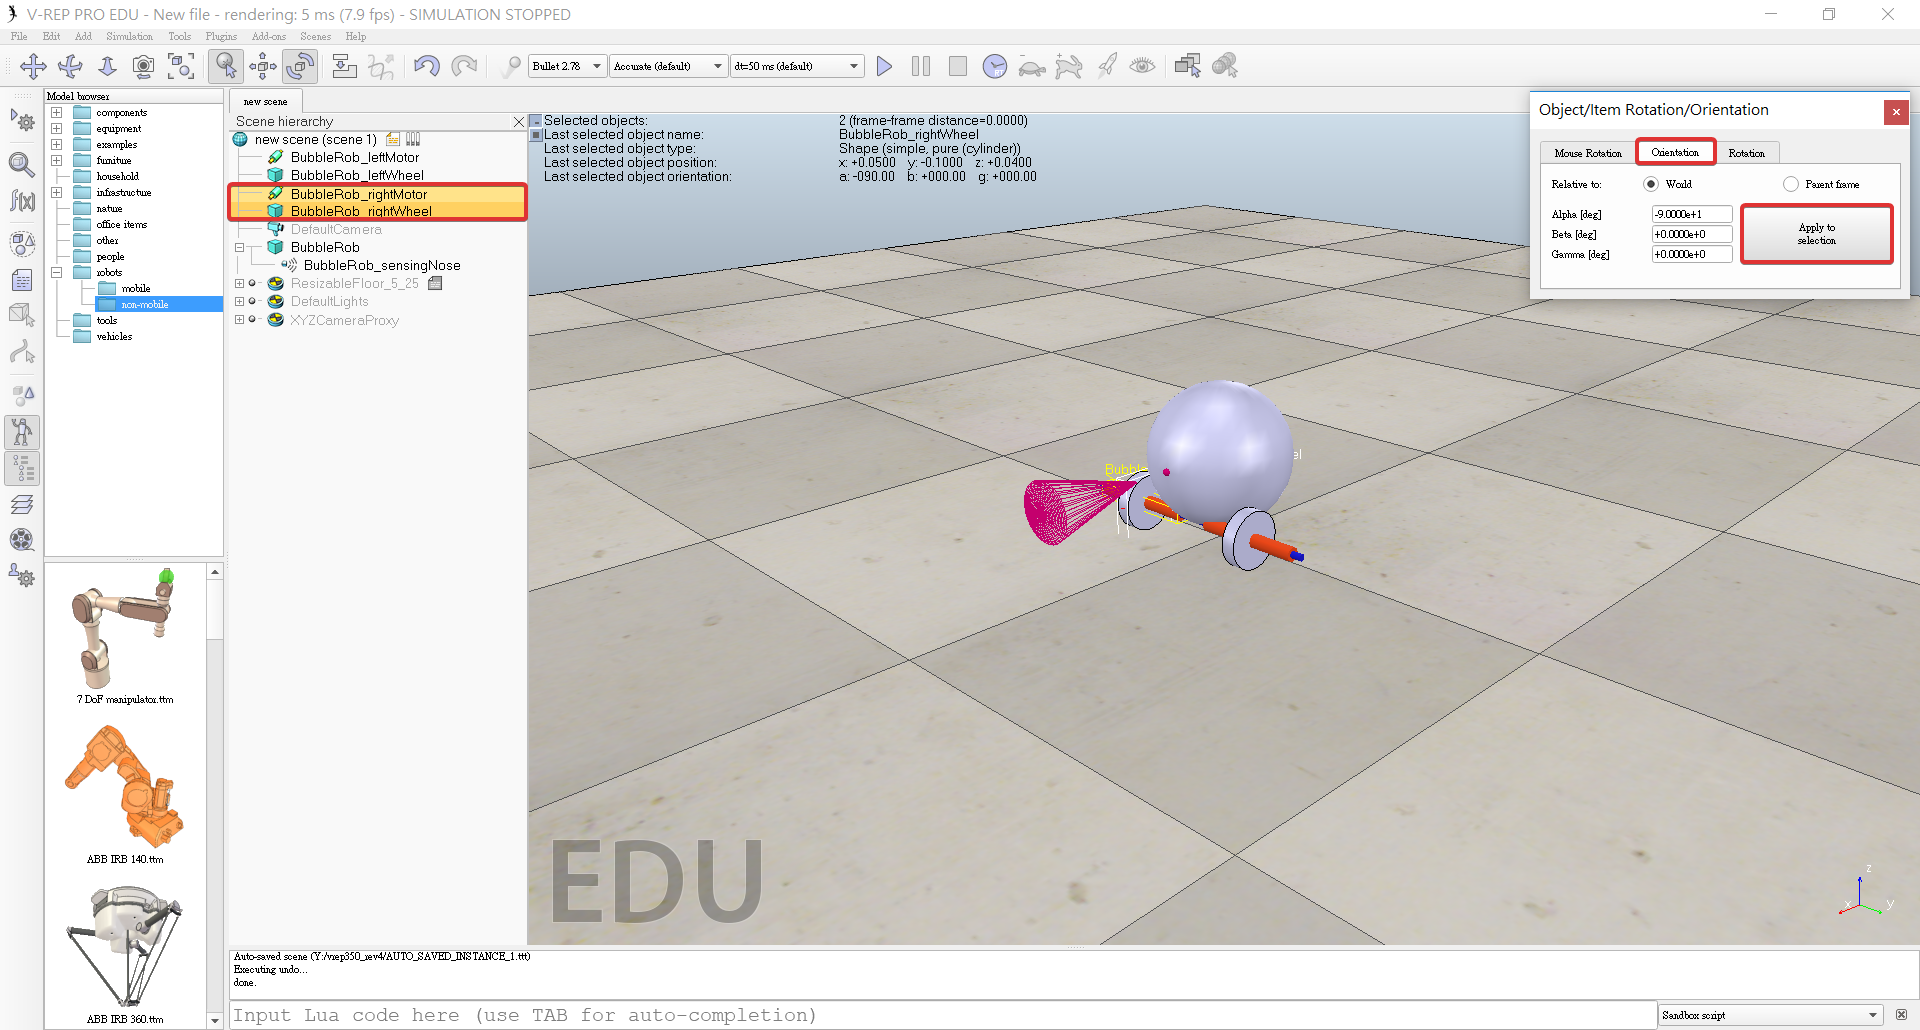 V-REP PRO EDU - New file - rendering: 5 ms (7.9 fps) - SIMULATION STOPPED
File Edit Add Simulation Tools Plugins Add-ons Scenes Help
Bullet 2.78 Accurate (default) dt=50 ms (default)
Model browser
components
equipment
examples
furniture
household
infrastructure
nature
office items
other
people
robots
mobile
non-mobile
tools
vehicles
7 DoF manipulator.ttm
ABB IRB 140.ttm
ABB IRB 360.ttm
new scene
Scene hierarchy
new scene (scene 1)
BubbleRob_leftMotor
BubbleRob_leftWheel
BubbleRob_rightMotor
BubbleRob_rightWheel
DefaultCamera
BubbleRob
BubbleRob_sensingNose
ResizableFloor_5_25
DefaultLights
XYZCameraProxy
Selected objects: 2 (frame-frame distance=0.0000)
Last selected object name: BubbleRob_rightWheel
Last selected object type: Shape (simple, pure (cylinder))
Last selected object position: x: +0.0500 y: -0.1000 z: +0.0400
Last selected object orientation: a: -090.00 b: +000.00 g: +000.00
Object/Item Rotation/Orientation
Mouse Rotation Orientation Rotation
Relative to: World Parent frame
Alpha [deg] -9.0000e+1
Beta [deg] +0.0000e+0
Gamma [deg] +0.0000e+0
Apply to
selection
Bubble
el
EDU
z
x
y
Auto-saved scene (Y:/vrep350_rev4/AUTO_SAVED_INSTANCE_1.ttt)
Executing undo...
done.
Input Lua code here (use TAB for auto-completion)
Sandbox script